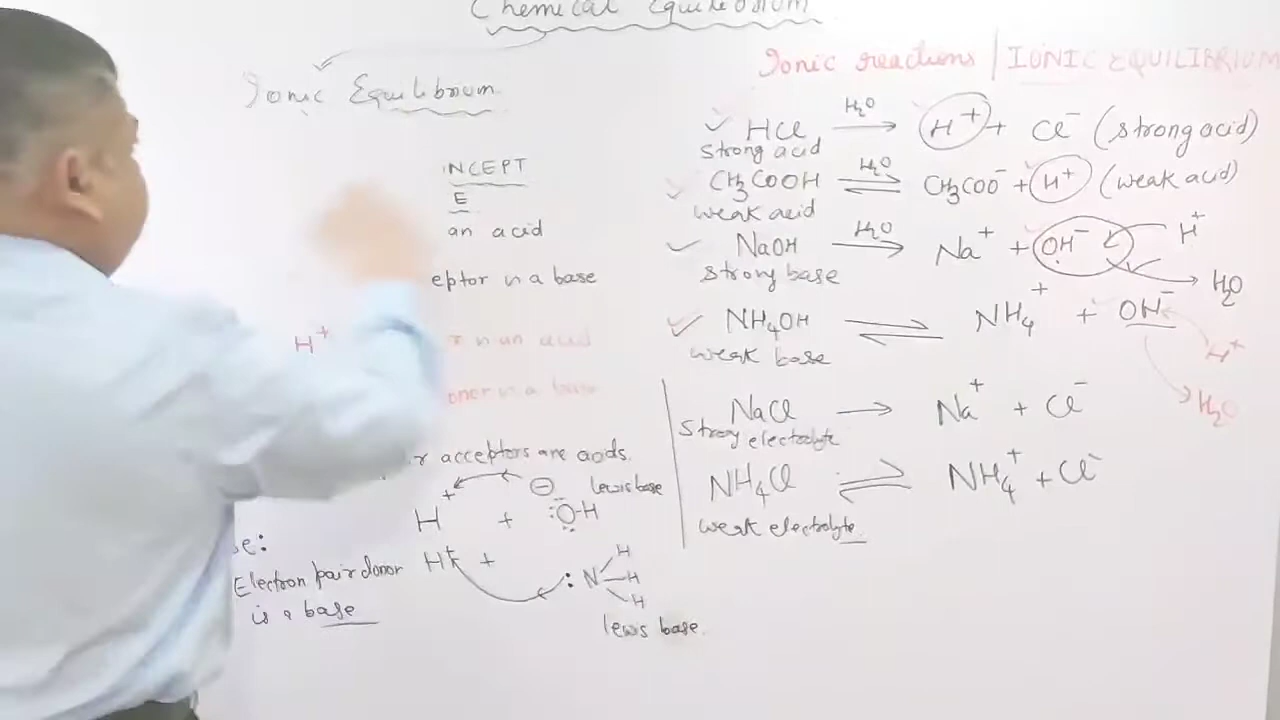 Chemical Equilibrium
Ionic Equilibrium
NCEPT
E
an acid
eptor is a base
H⁺ r is an acid
onor is a base
r acceptors are acids.
⊖ lewis base
H⁺ + :ÖH
se:
Electron pair donor
is a base
H⁺ + :N H H H
lewis base.
Ionic reactions | IONIC EQUILIBRIUM
HCl H₂O → H⁺ + Cl⁻ (strong acid)
strong acid
CH₃COOH H₂O ⇌ CH₃COO⁻ + H⁺ (weak acid)
weak acid
NaOH H₂O → Na⁺ + OH⁻ H⁺
strong base
H₂O
NH₄OH ⇌ NH₄⁺ + OH⁻
weak base
H⁺
H₂O
NaCl → Na⁺ + Cl⁻
Strong electrolyte
NH₄Cl ⇌ NH₄⁺ + Cl⁻
weak electrolyte